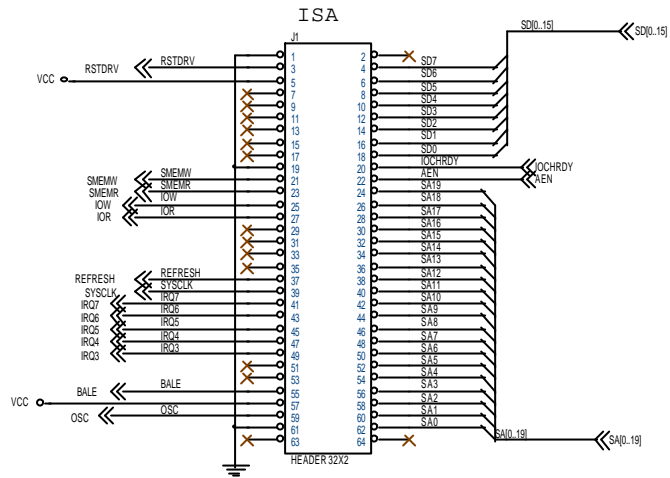 ISA
J1
1 2
RSTDRV RSTDRV 3 4 SD7 SD[0..15]
VCC 5 6 SD6
7 8 SD5
9 10 SD4
11 12 SD3
13 14 SD2
15 16 SD1
17 18 SD0
19 20 IOCHRDY IOCHRDY
SMEMW SMEMW 21 22 AEN AEN
SMEMR SMEMR 23 24 SA19
IOW IOW 25 26 SA18
IOR IOR 27 28 SA17
29 30 SA16
31 32 SA15
33 34 SA14
35 36 SA13
REFRESH REFRESH 37 38 SA12
SYSCLK SYSCLK 39 40 SA11
IRQ7 IRQ7 41 42 SA10
IRQ6 IRQ6 43 44 SA9
IRQ5 IRQ5 45 46 SA8
IRQ4 IRQ4 47 48 SA7
IRQ3 IRQ3 49 50 SA6
51 52 SA5
53 54 SA4
BALE BALE 55 56 SA3
VCC 57 58 SA2
OSC OSC 59 60 SA1
61 62 SA0
63 64 SA[0..19] SA[0..19]
HEADER 32X2